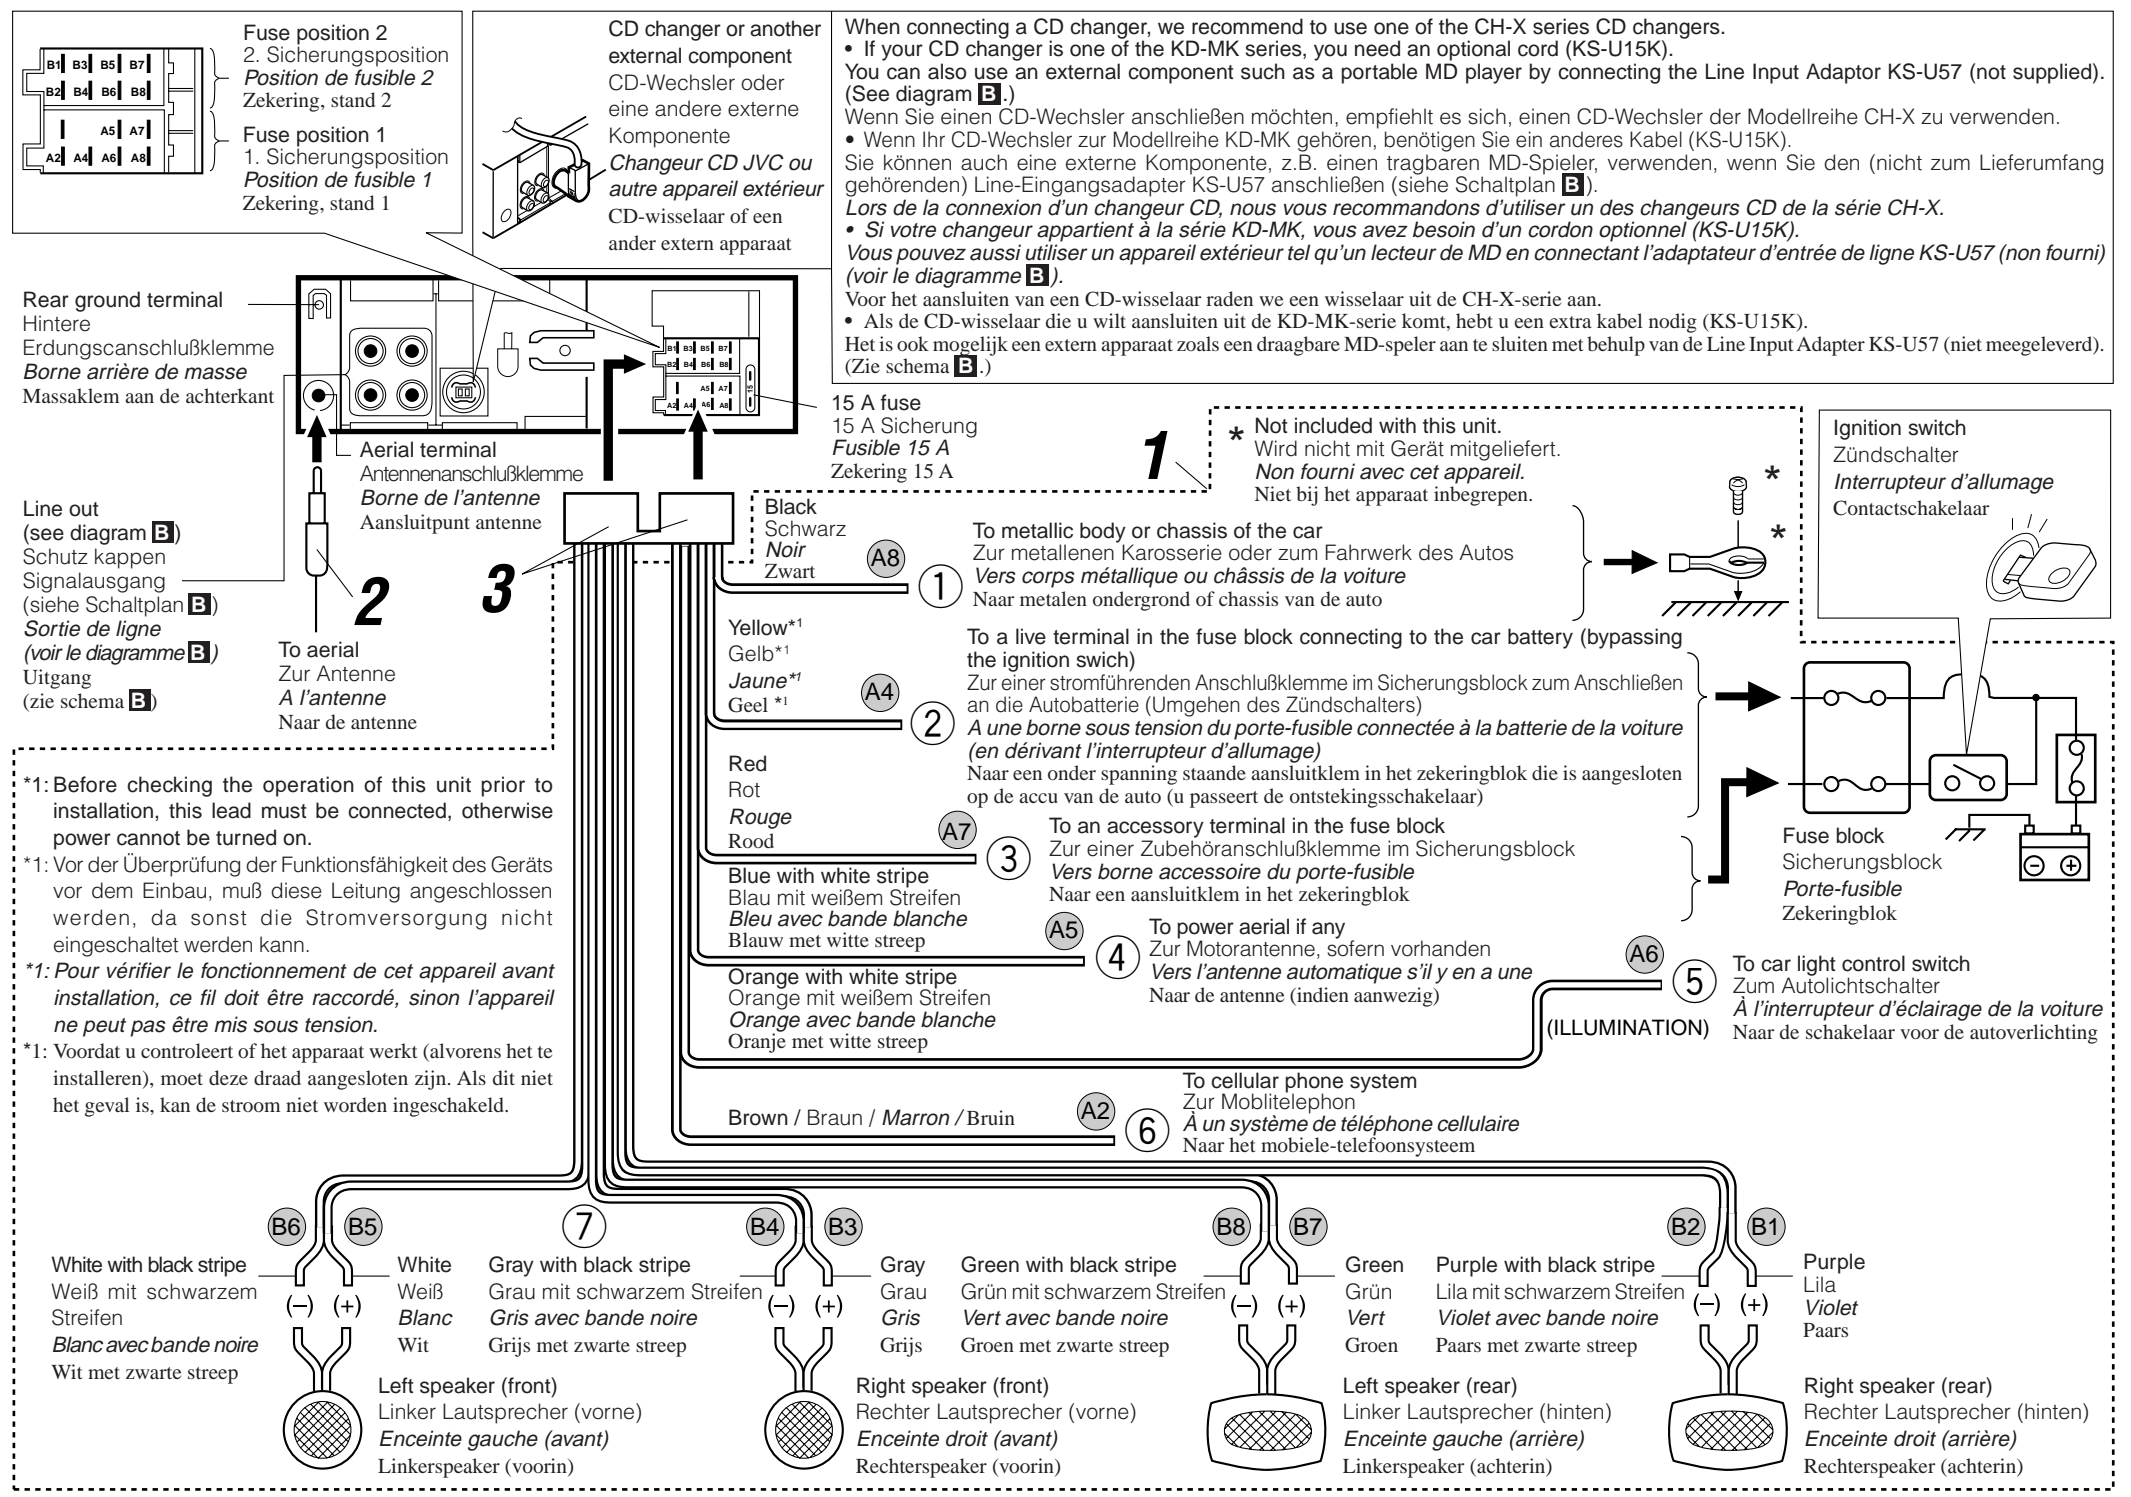 Fuse position 2
2. Sicherungsposition
Position de fusible 2
Zekering, stand 2
Fuse position 1
1. Sicherungsposition
Position de fusible 1
Zekering, stand 1
B1 B3 B5 B7
B2 B4 B6 B8
A5 A7
A2 A4 A6 A8
CD changer or another
external component
CD-Wechsler oder
eine andere externe
Komponente
Changeur CD JVC ou
autre appareil extérieur
CD-wisselaar of een
ander extern apparaat
When connecting a CD changer, we recommend to use one of the CH-X series CD changers.
• If your CD changer is one of the KD-MK series, you need an optional cord (KS-U15K).
You can also use an external component such as a portable MD player by connecting the Line Input Adaptor KS-U57 (not supplied).
(See diagram B.)
Wenn Sie einen CD-Wechsler anschließen möchten, empfiehlt es sich, einen CD-Wechsler der Modellreihe CH-X zu verwenden.
• Wenn Ihr CD-Wechsler zur Modellreihe KD-MK gehören, benötigen Sie ein anderes Kabel (KS-U15K).
Sie können auch eine externe Komponente, z.B. einen tragbaren MD-Spieler, verwenden, wenn Sie den (nicht zum Lieferumfang
gehörenden) Line-Eingangsadapter KS-U57 anschließen (siehe Schaltplan B).
Lors de la connexion d'un changeur CD, nous vous recommandons d'utiliser un des changeurs CD de la série CH-X.
• Si votre changeur appartient à la série KD-MK, vous avez besoin d'un cordon optionnel (KS-U15K).
Vous pouvez aussi utiliser un appareil extérieur tel qu'un lecteur de MD en connectant l'adaptateur d'entrée de ligne KS-U57 (non fourni)
(voir le diagramme B).
Voor het aansluiten van een CD-wisselaar raden we een wisselaar uit de CH-X-serie aan.
• Als de CD-wisselaar die u wilt aansluiten uit de KD-MK-serie komt, hebt u een extra kabel nodig (KS-U15K).
Het is ook mogelijk een extern apparaat zoals een draagbare MD-speler aan te sluiten met behulp van de Line Input Adapter KS-U57 (niet meegeleverd).
(Zie schema B.)
Rear ground terminal
Hintere
Erdungscanschlußklemme
Borne arrière de masse
Massaklem aan de achterkant
B1 B3 B5 B7
B2 B4 B6 B8
A5 A7
A2 A4 A6 A8
15
15 A fuse
15 A Sicherung
Fusible 15 A
Zekering 15 A
Aerial terminal
Antennenanschlußklemme
Borne de l'antenne
Aansluitpunt antenne
Line out
(see diagram B)
Schutz kappen
Signalausgang
(siehe Schaltplan B)
Sortie de ligne
(voir le diagramme B)
Uitgang
(zie schema B)
2
To aerial
Zur Antenne
A l'antenne
Naar de antenne
3
1
* Not included with this unit.
Wird nicht mit Gerät mitgeliefert.
Non fourni avec cet appareil.
Niet bij het apparaat inbegrepen.
*
*
Ignition switch
Zündschalter
Interrupteur d'allumage
Contactschakelaar
Black
Schwarz
Noir
Zwart
A8
1
To metallic body or chassis of the car
Zur metallenen Karosserie oder zum Fahrwerk des Autos
Vers corps métallique ou châssis de la voiture
Naar metalen ondergrond of chassis van de auto
Yellow*1
Gelb*1
Jaune*1
Geel *1
A4
2
To a live terminal in the fuse block connecting to the car battery (bypassing
the ignition swich)
Zur einer stromführenden Anschlußklemme im Sicherungsblock zum Anschließen
an die Autobatterie (Umgehen des Zündschalters)
A une borne sous tension du porte-fusible connectée à la batterie de la voiture
(en dérivant l'interrupteur d'allumage)
Naar een onder spanning staande aansluitklem in het zekeringblok die is aangesloten
op de accu van de auto (u passeert de ontstekingsschakelaar)
Red
Rot
Rouge
Rood
A7
3
To an accessory terminal in the fuse block
Zur einer Zubehöranschlußklemme im Sicherungsblock
Vers borne accessoire du porte-fusible
Naar een aansluitklem in het zekeringblok
Fuse block
Sicherungsblock
Porte-fusible
Zekeringblok
Blue with white stripe
Blau mit weißem Streifen
Bleu avec bande blanche
Blauw met witte streep
A5
4
To power aerial if any
Zur Motorantenne, sofern vorhanden
Vers l'antenne automatique s'il y en a une
Naar de antenne (indien aanwezig)
Orange with white stripe
Orange mit weißem Streifen
Orange avec bande blanche
Oranje met witte streep
A6
5
(ILLUMINATION)
To car light control switch
Zum Autolichtschalter
À l'interrupteur d'éclairage de la voiture
Naar de schakelaar voor de autoverlichting
Brown / Braun / Marron / Bruin
A2
6
To cellular phone system
Zur Moblitelephon
À un système de téléphone cellulaire
Naar het mobiele-telefoonsysteem
*1: Before checking the operation of this unit prior to
installation, this lead must be connected, otherwise
power cannot be turned on.
*1: Vor der Überprüfung der Funktionsfähigkeit des Geräts
vor dem Einbau, muß diese Leitung angeschlossen
werden, da sonst die Stromversorgung nicht
eingeschaltet werden kann.
*1: Pour vérifier le fonctionnement de cet appareil avant
installation, ce fil doit être raccordé, sinon l'appareil
ne peut pas être mis sous tension.
*1: Voordat u controleert of het apparaat werkt (alvorens het te
installeren), moet deze draad aangesloten zijn. Als dit niet
het geval is, kan de stroom niet worden ingeschakeld.
B6 B5 7 B4 B3 B8 B7 B2 B1
White with black stripe
Weiß mit schwarzem
Streifen
Blanc avec bande noire
Wit met zwarte streep
(–) (+)
White
Weiß
Blanc
Wit
Gray with black stripe
Grau mit schwarzem Streifen
Gris avec bande noire
Grijs met zwarte streep
(–) (+)
Gray
Grau
Gris
Grijs
Green with black stripe
Grün mit schwarzem Streifen
Vert avec bande noire
Groen met zwarte streep
(–) (+)
Green
Grün
Vert
Groen
Purple with black stripe
Lila mit schwarzem Streifen
Violet avec bande noire
Paars met zwarte streep
(–) (+)
Purple
Lila
Violet
Paars
Left speaker (front)
Linker Lautsprecher (vorne)
Enceinte gauche (avant)
Linkerspeaker (voorin)
Right speaker (front)
Rechter Lautsprecher (vorne)
Enceinte droit (avant)
Rechterspeaker (voorin)
Left speaker (rear)
Linker Lautsprecher (hinten)
Enceinte gauche (arrière)
Linkerspeaker (achterin)
Right speaker (rear)
Rechter Lautsprecher (hinten)
Enceinte droit (arrière)
Rechterspeaker (achterin)